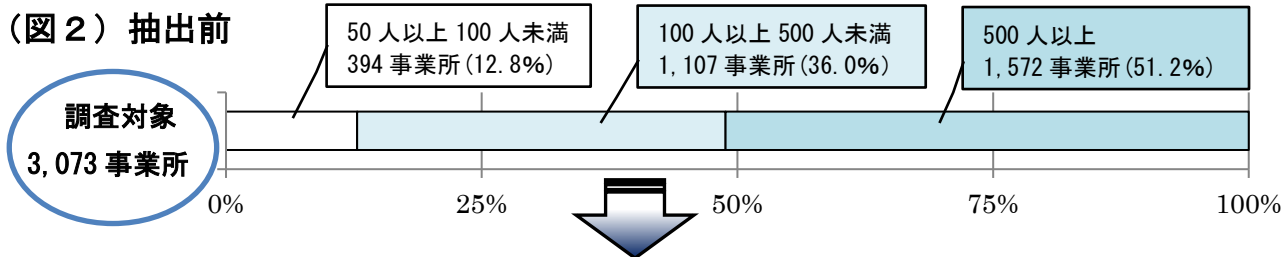 (図2) 抽出前
50 人以上 100 人未満
394 事業所(12.8%)
100 人以上 500 人未満
1,107 事業所(36.0%)
500 人以上
1,572 事業所(51.2%)
調査対象
3,073 事業所
0%
25%
50%
75%
100%